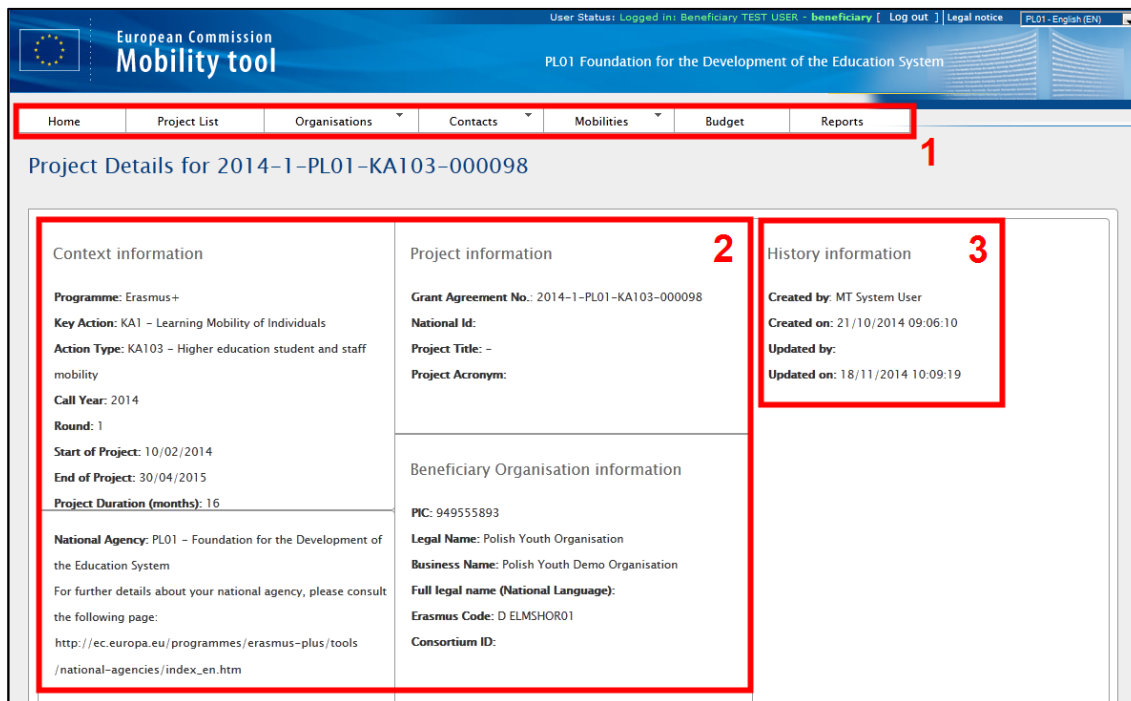 User Status: Logged in: Beneficiary TEST USER - beneficiary [ Log out ] Legal notice PL01 - English (EN)
European Commission
Mobility tool
PL01 Foundation for the Development of the Education System
Home Project List Organisations Contacts Mobilities Budget Reports
1
Project Details for 2014-1-PL01-KA103-000098
2
3
Context information
Programme: Erasmus+
Key Action: KA1 - Learning Mobility of Individuals
Action Type: KA103 - Higher education student and staff
mobility
Call Year: 2014
Round: 1
Start of Project: 10/02/2014
End of Project: 30/04/2015
Project Duration (months): 16
National Agency: PL01 - Foundation for the Development of
the Education System
For further details about your national agency, please consult
the following page:
http://ec.europa.eu/programmes/erasmus-plus/tools
/national-agencies/index_en.htm
Project information
Grant Agreement No.: 2014-1-PL01-KA103-000098
National Id:
Project Title: -
Project Acronym:
Beneficiary Organisation information
PIC: 949555893
Legal Name: Polish Youth Organisation
Business Name: Polish Youth Demo Organisation
Full legal name (National Language):
Erasmus Code: D ELMSHOR01
Consortium ID:
History information
Created by: MT System User
Created on: 21/10/2014 09:06:10
Updated by:
Updated on: 18/11/2014 10:09:19